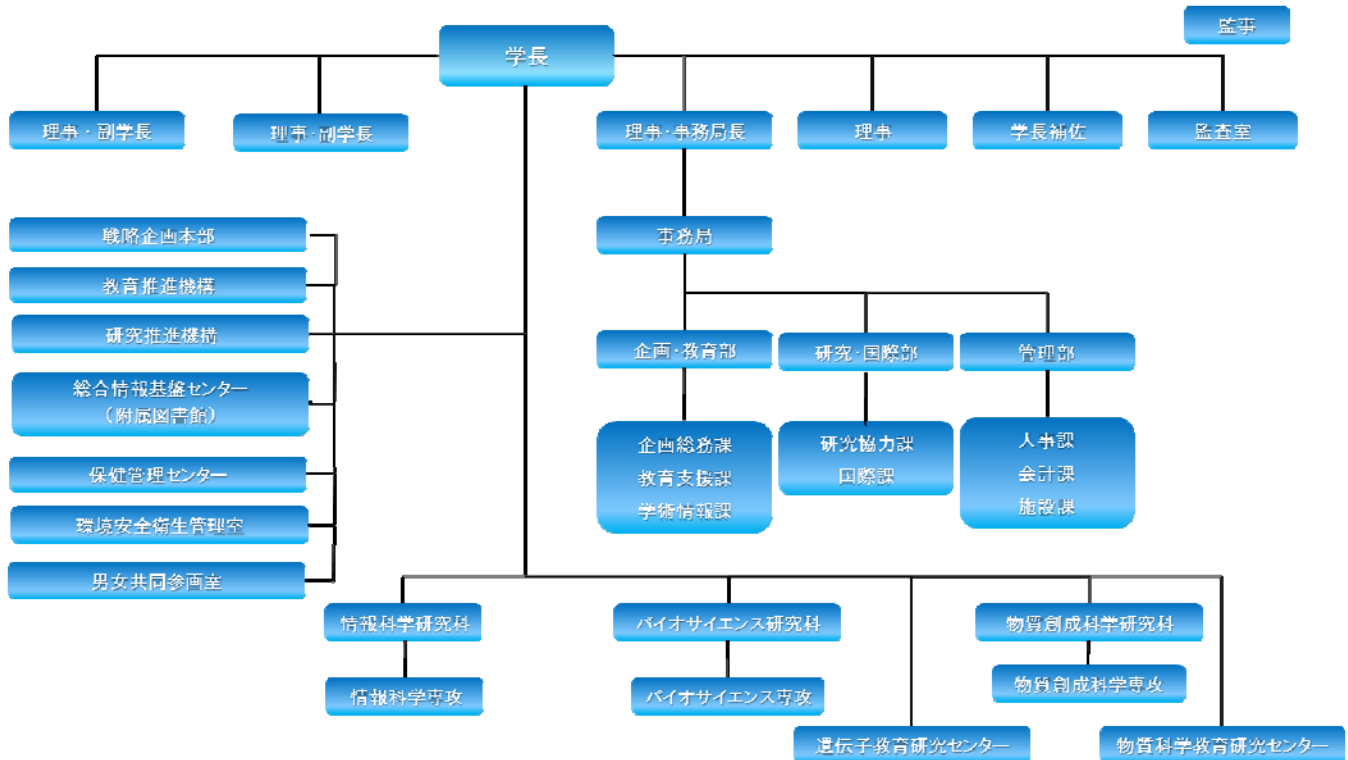 監事
学長
理事・副学長
理事・副学長
理事・事務局長
理事
学長補佐
監査室
戦略企画本部
教育推進機構
研究推進機構
総合情報基盤センター
（附属図書館）
保健管理センター
環境安全衛生管理室
男女共同参画室
事務局
企画・教育部
研究・国際部
管理部
企画総務課
教育支援課
学術情報課
研究協力課
国際課
人事課
会計課
施設課
情報科学研究科
バイオサイエンス研究科
物質創成科学研究科
情報科学専攻
バイオサイエンス専攻
物質創成科学専攻
遺伝子教育研究センター
物質科学教育研究センター